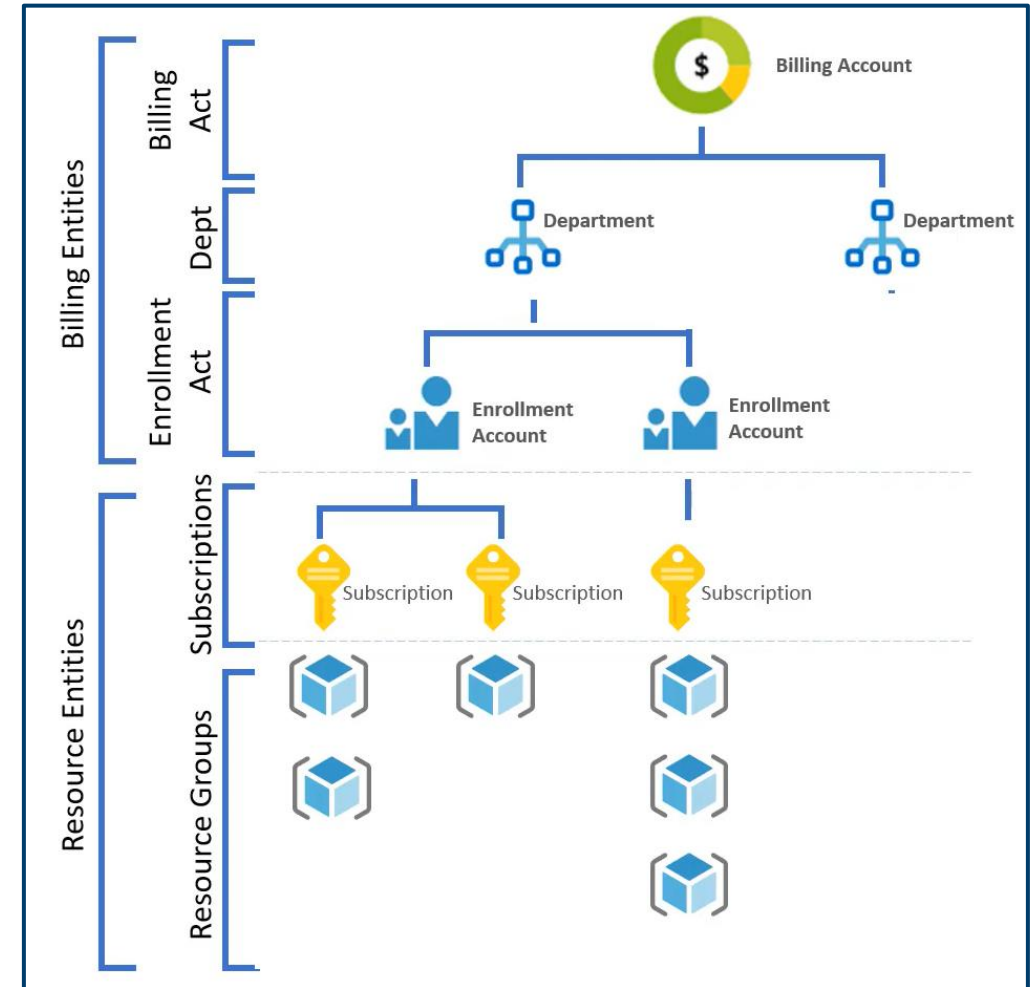 Billing Entities
Billing
Act
$
Billing Account
Dept
Department
Department
Enrollment
Act
Enrollment
Account
Enrollment
Account
Resource Entities
Subscriptions
Subscription
Subscription
Subscription
Resource Groups